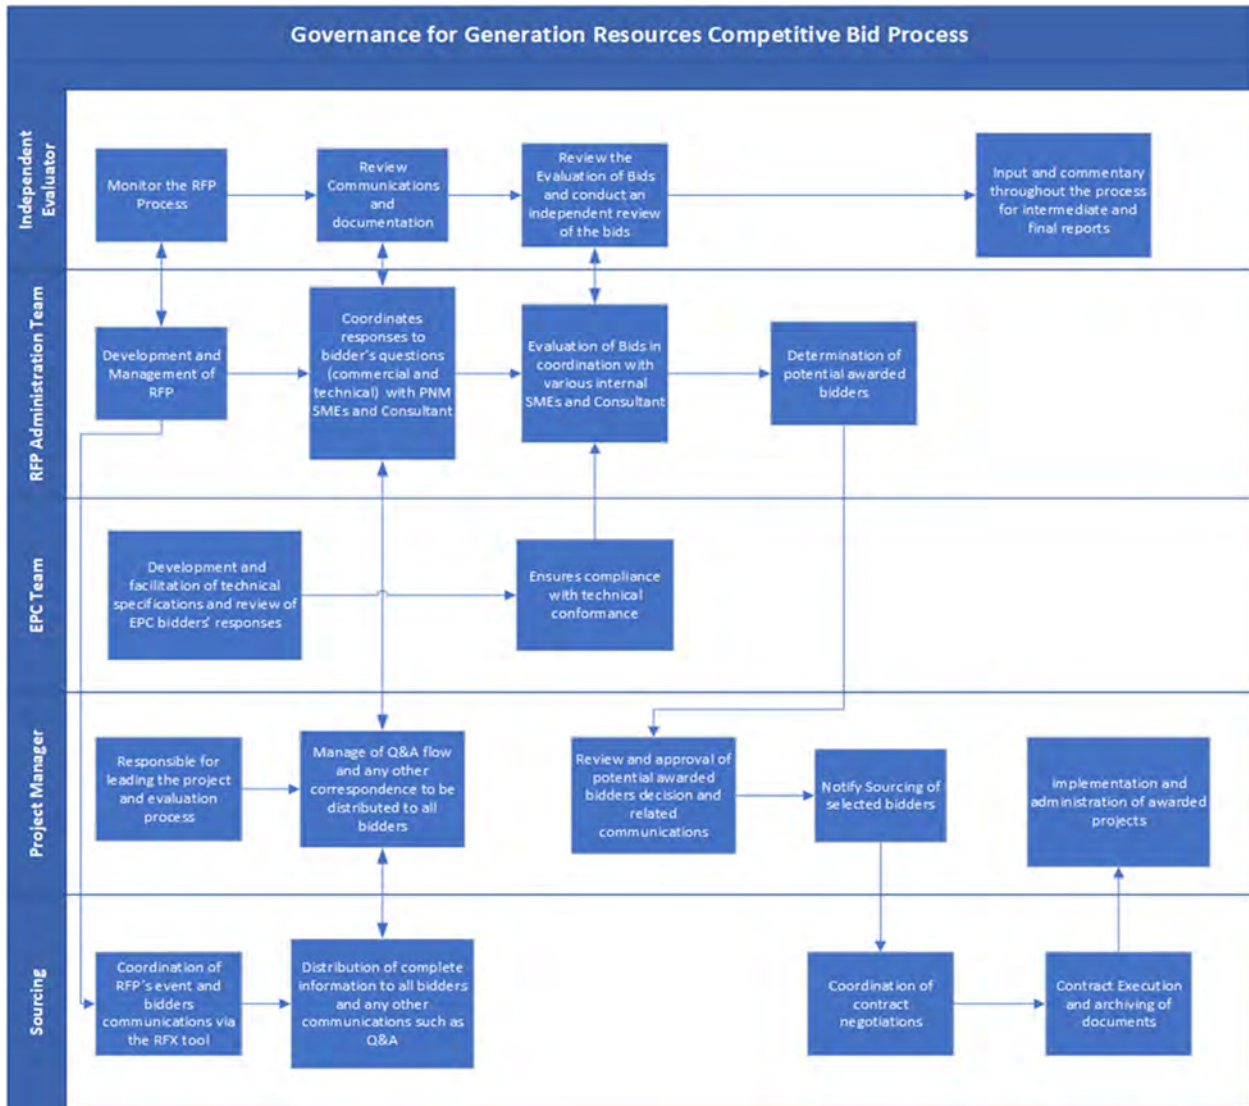 Governance for Generation Resources Competitive Bid Process
Independent
Evaluator
Monitor the RFP
Process
Review
Communications
and
documentation
Review the
Evaluation of Bids
and conduct an
independent review
of the bids
Input and commentary
throughout the process
for intermediate and
final reports
RFP Administration Team
Development and
Management of
RFP
Coordinates
responses to
bidder's questions
(commercial and
technical) with PNM
SMEs and Consultant
Evaluation of Bids in
coordination with
various internal
SMEs and Consultant
Determination of
potential awarded
bidders
EPC Team
Development and
facilitation of technical
specifications and review of
EPC bidders' responses
Ensures compliance
with technical
conformance
Project Manager
Responsible for
leading the project
and evaluation
process
Manage of Q&A flow
and any other
correspondence to be
distributed to all
bidders
Review and approval of
potential awarded
bidders decision and
related
communications
Notify Sourcing of
selected bidders
Implementation and
administration of awarded
projects
Sourcing
Coordination of
RFP's event and
bidders
communications via
the RFX tool
Distribution of complete
information to all bidders
and any other
communications such as
Q&A
Coordination of
contract
negotiations
Contract Execution
and archiving of
documents